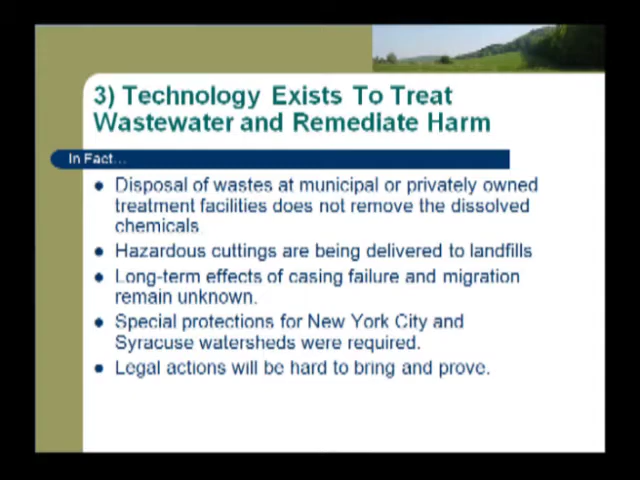 3) Technology Exists To Treat
Wastewater and Remediate Harm
In Fact...
Disposal of wastes at municipal or privately owned
treatment facilities does not remove the dissolved
chemicals.
Hazardous cuttings are being delivered to landfills
Long-term effects of casing failure and migration
remain unknown.
Special protections for New York City and
Syracuse watersheds were required.
Legal actions will be hard to bring and prove.